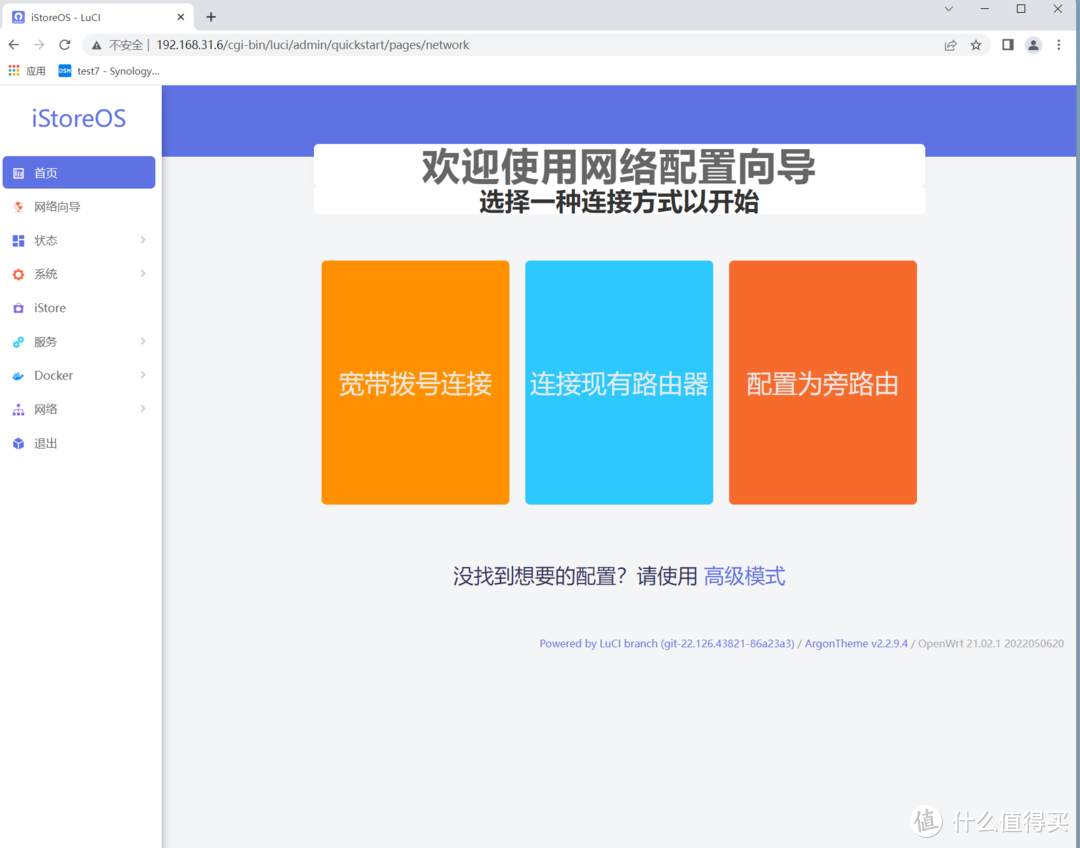 iStoreOS - LuCI
不安全 | 192.168.31.6/cgi-bin/luci/admin/quickstart/pages/network
应用 test7 - Synology...
iStoreOS
首页
网络向导
状态
系统
iStore
服务
Docker
网络
退出
欢迎使用网络配置向导
选择一种连接方式以开始
宽带拨号连接
连接现有路由器
配置为旁路由
没找到想要的配置？请使用 高级模式
Powered by LuCI branch (git-22.126.43821-86a23a3) / ArgonTheme v2.2.9.4 / OpenWrt 21.02.1 2022050620
值 什么值得买